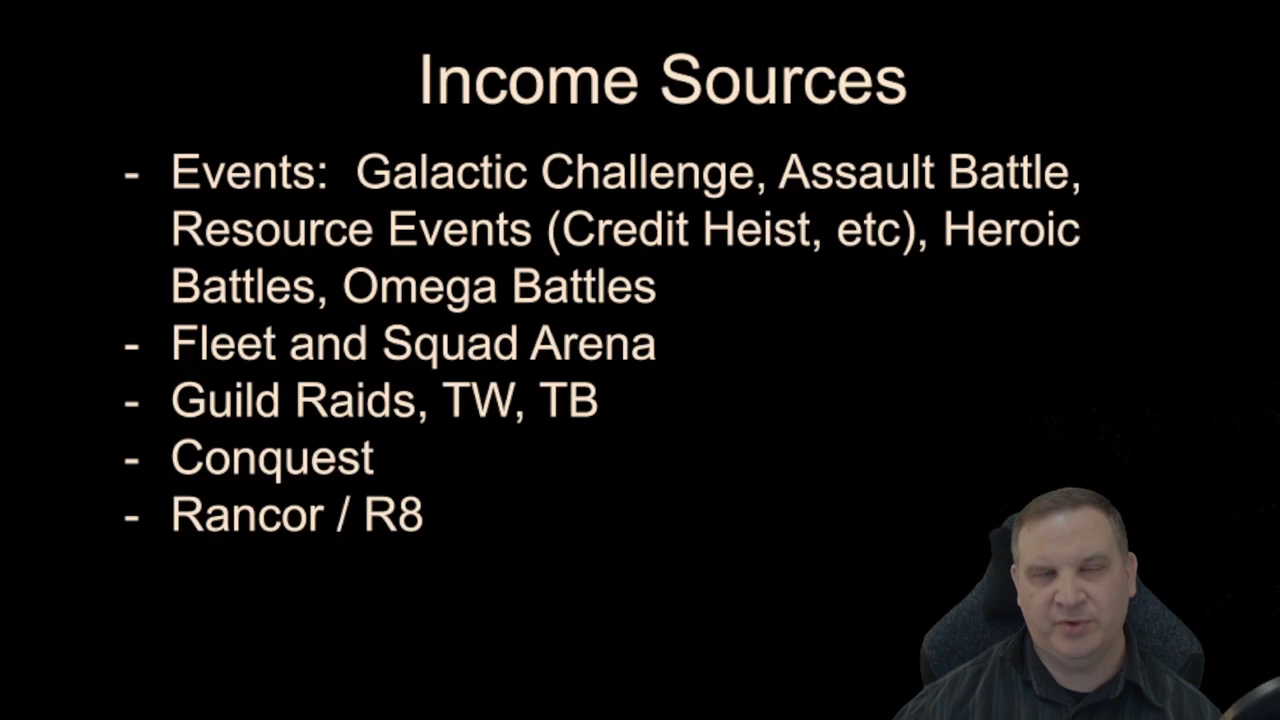 Income Sources
- Events: Galactic Challenge, Assault Battle,
Resource Events (Credit Heist, etc), Heroic
Battles, Omega Battles
- Fleet and Squad Arena
- Guild Raids, TW, TB
- Conquest
- Rancor / R8